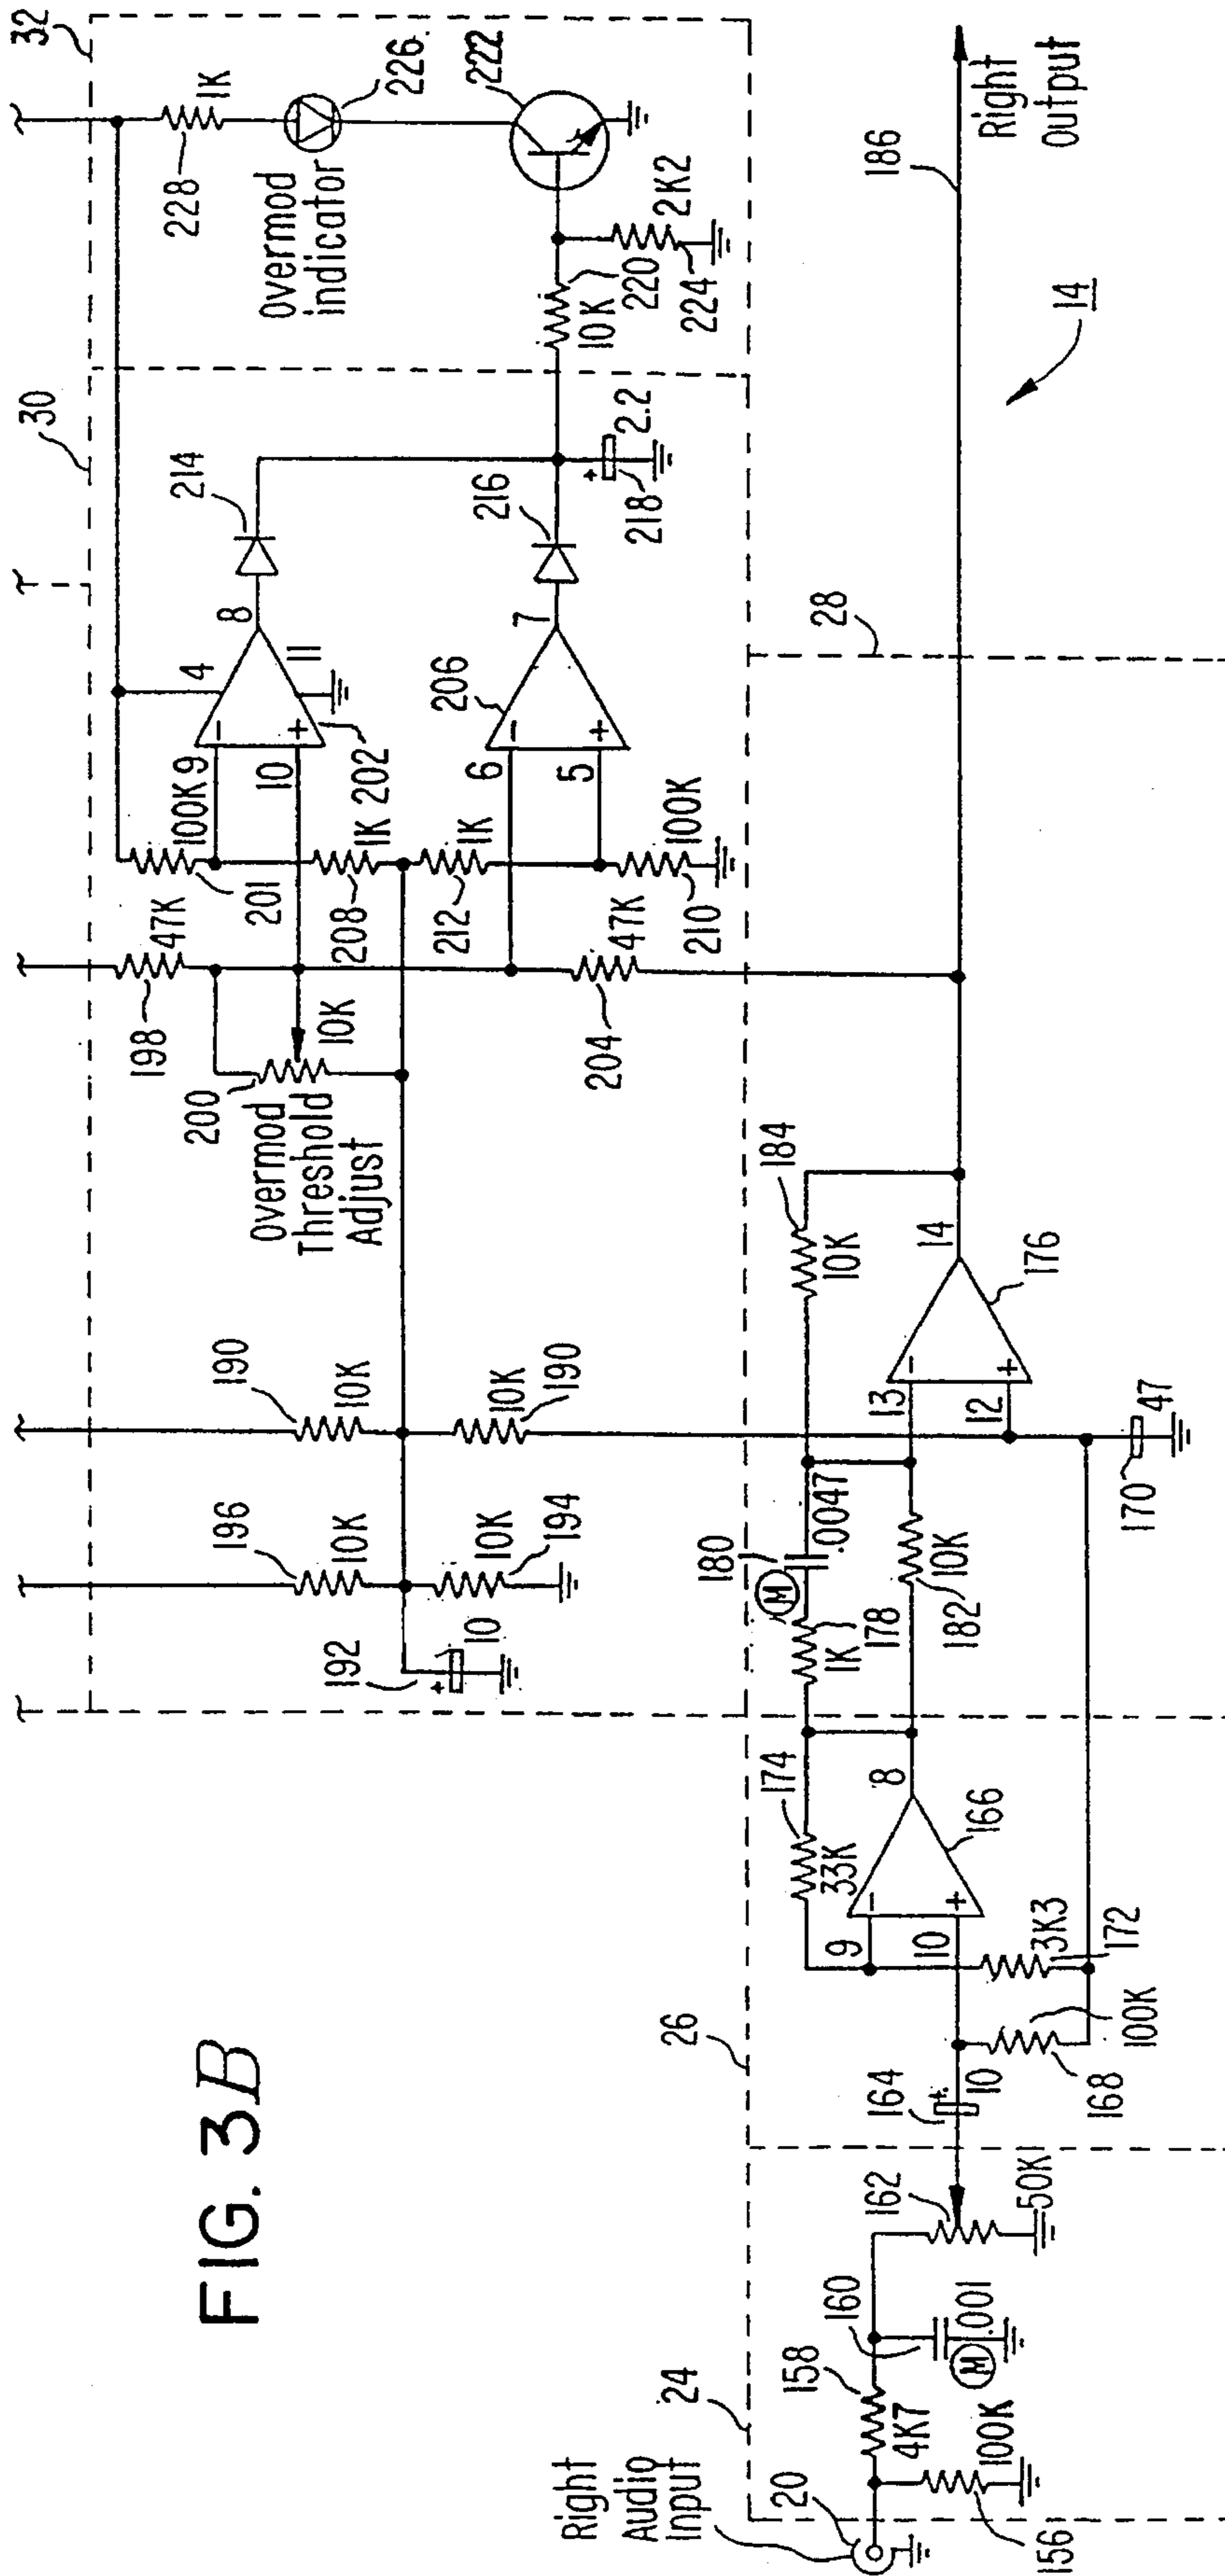 FIG. 3B
32
30
1K
228
226.
222
Overmod
indicator
2K2
220
10K
224
214
8
4
11
100K 9
10
202
201
1K
208
216
7
206
6
5
1K
212
100K
210
2.2
+
218
47K
198
47K
204
200
10K
Overmod
Threshold
Adjust
190
10K
10K
190
196
10K
10K
194
192
+
10
186
Right
Output
14
28
184
10K
14
176
13
12
47
170
180
M
.0047
1K
178
10K
182
174
33K
8
166
9
10
3K3
172
26
164
+
10
100K
168
162
50K
160
.001
M
158
4K7
24
100K
156
20
Right
Audio
Input